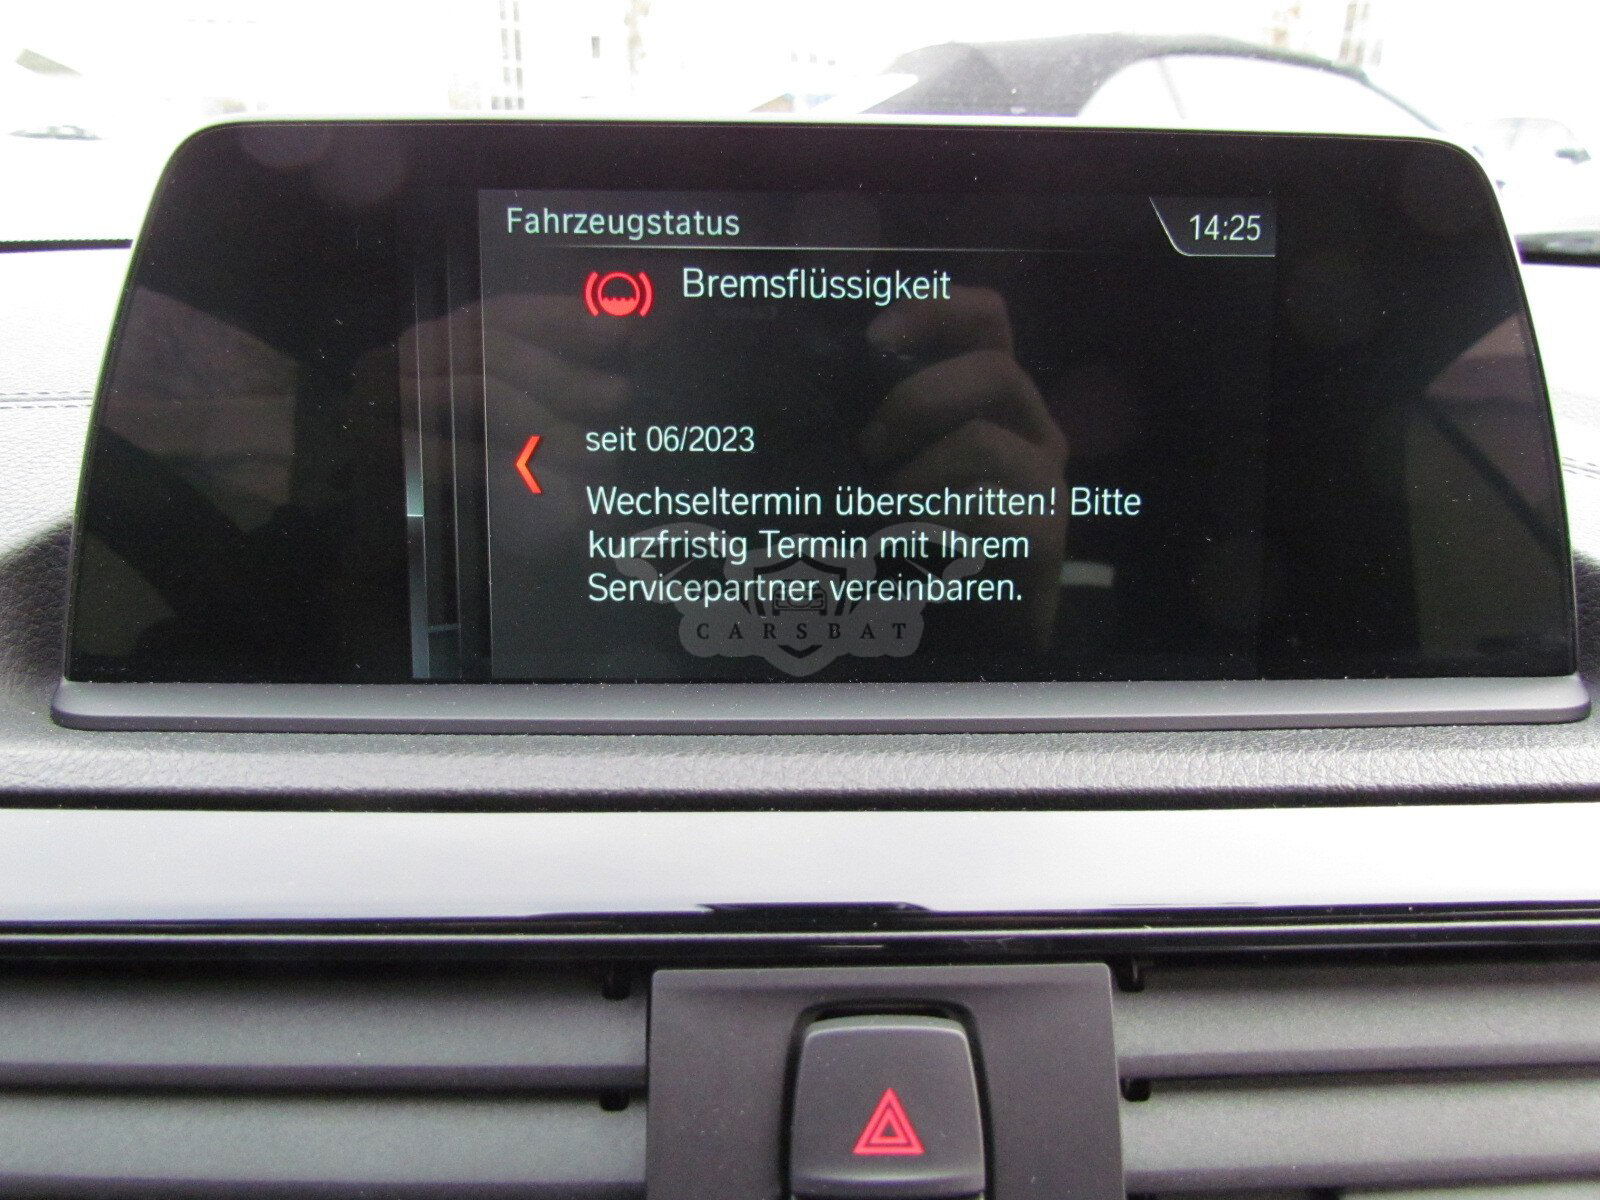 Fahrzeugstatus
14:25
Bremsflüssigkeit
seit 06/2023
Wechseltermin überschritten! Bitte
kurzfristig Termin mit Ihrem
Servicepartner vereinbaren.
CARSBAT